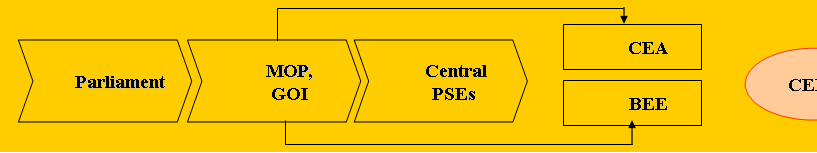 Parliament
MOP,
GOI
Central
PSEs
CEA
BEE